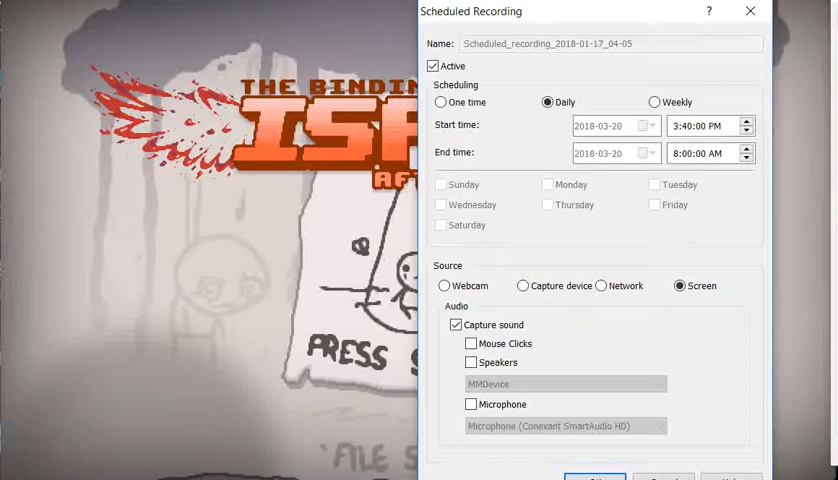 Scheduled Recording
?
Name: Scheduled_recording_2018-01-17_04-05
Active
Scheduling
One time Daily Weekly
Start time: 2018-03-20 3:40:00 PM
End time: 2018-03-20 8:00:00 AM
Sunday Monday Tuesday
Wednesday Thursday Friday
Saturday
Source
Webcam Capture device Network Screen
Audio
Capture sound
Mouse Clicks
Speakers
MMDevice
Microphone
Microphone (Conexant SmartAudio HD)
THE BINDIN
ISA
AFT
PRESS S
FILE S